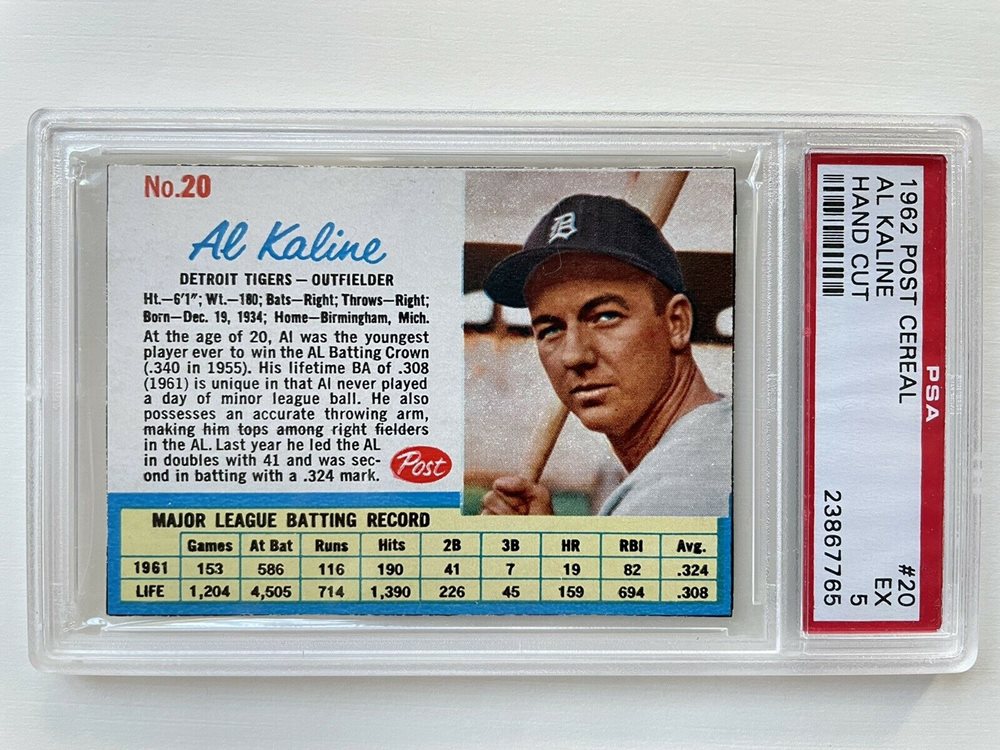 No.20
Al Kaline
DETROIT TIGERS – OUTFIELDER
Ht.–6'1"; Wt.–180; Bats–Right; Throws–Right;
Born–Dec. 19, 1934; Home–Birmingham, Mich.
At the age of 20, Al was the youngest
player ever to win the AL Batting Crown
(.340 in 1955). His lifetime BA of .308
(1961) is unique in that Al never played
a day of minor league ball. He also
possesses an accurate throwing arm,
making him tops among right fielders
in the AL. Last year he led the AL
in doubles with 41 and was sec-
ond in batting with a .324 mark.
Post
D
MAJOR LEAGUE BATTING RECORD
Games At Bat Runs Hits 2B 3B HR RBI Avg.
1961 153 586 116 190 41 7 19 82 .324
LIFE 1,204 4,505 714 1,390 226 45 159 694 .308
PSA
1962 POST CEREAL #20
AL KALINE EX
HAND CUT 5
23867765